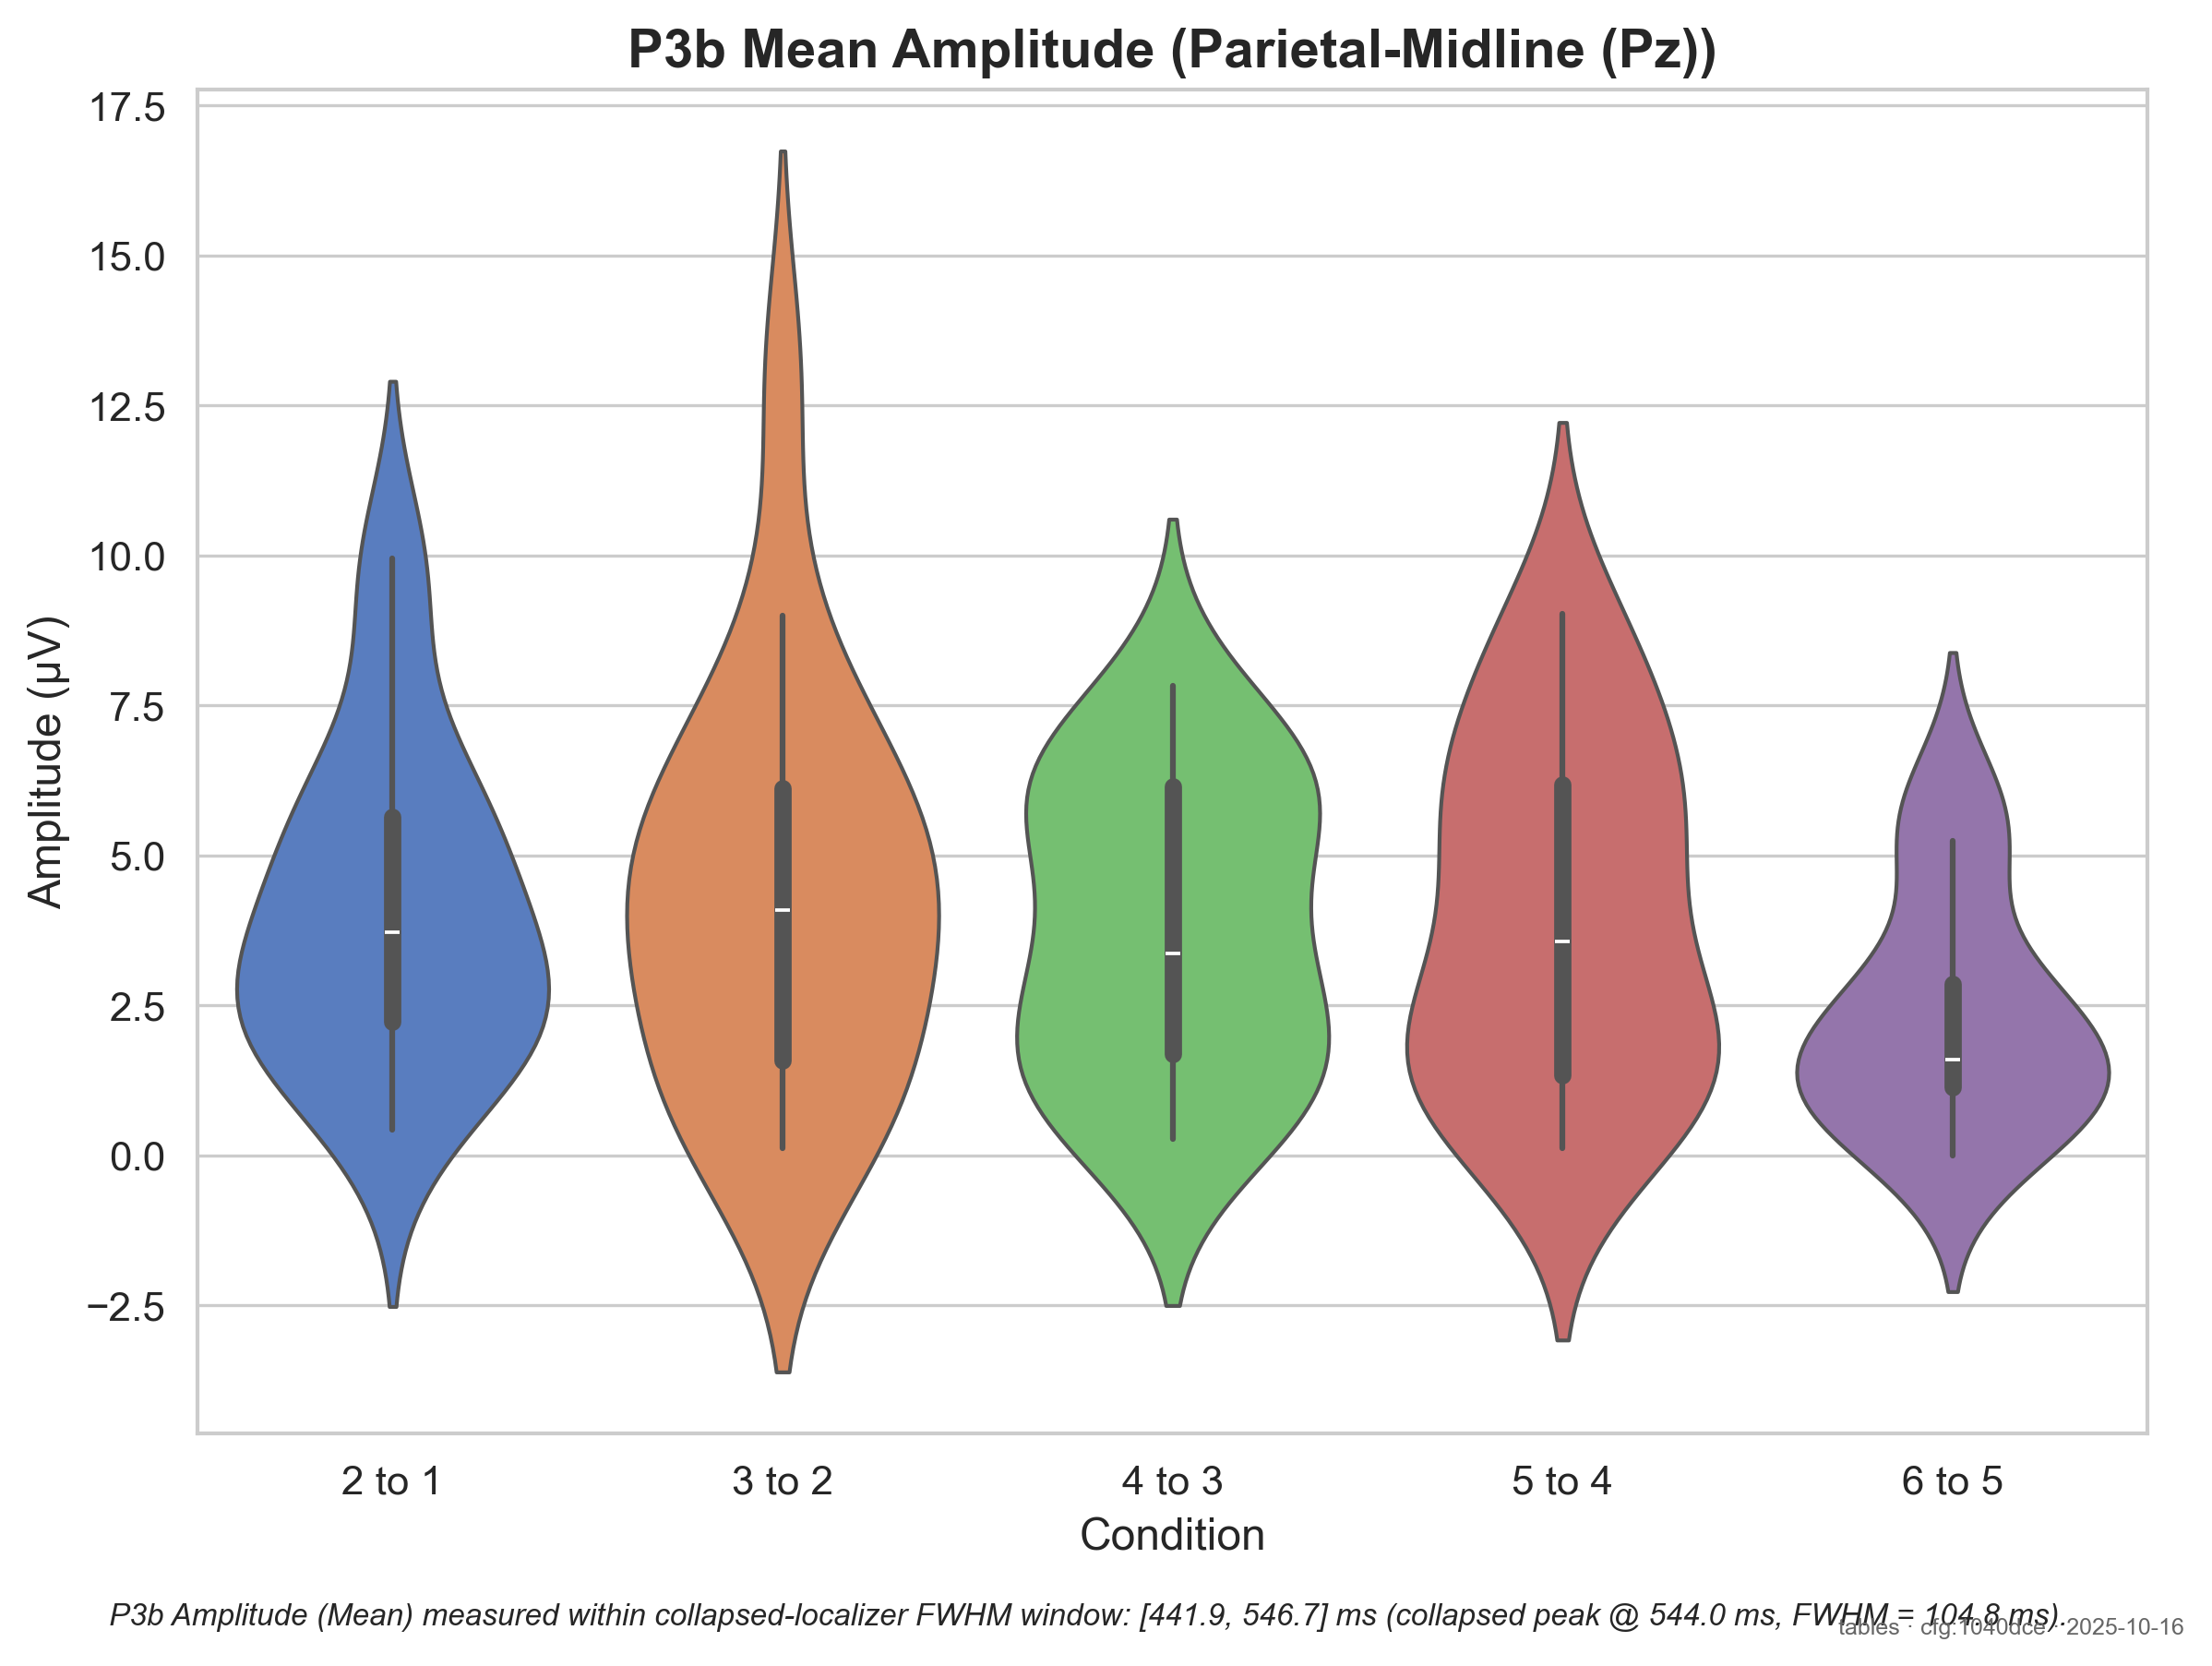 P3b Mean Amplitude (Parietal-Midline (Pz))
17.5
15.0
12.5
10.0
7.5
5.0
2.5
0.0
−2.5
Amplitude (µV)
2 to 1 3 to 2 4 to 3 5 to 4 6 to 5
Condition
P3b Amplitude (Mean) measured within collapsed-localizer FWHM window: [441.9, 546.7] ms (collapsed peak @ 544.0 ms, FWHM = 104.8 ms).
tables · cfg:1040dce · 2025-10-16